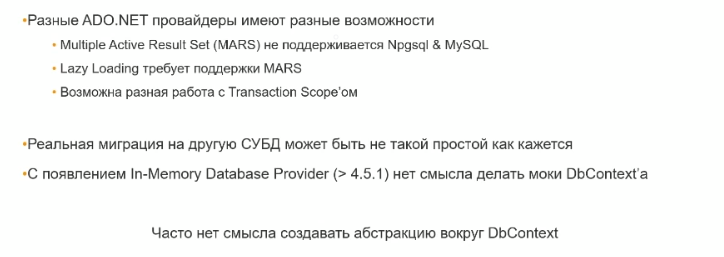 •Разные ADO.NET провайдеры имеют разные возможности
• Multiple Active Result Set (MARS) не поддерживается Npgsql & MySQL
• Lazy Loading требует поддержки MARS
• Возможна разная работа с Transaction Scope'ом
•Реальная миграция на другую СУБД может быть не такой простой как кажется
•С появлением In-Memory Database Provider (> 4.5.1) нет смысла делать моки DbContext'а
Часто нет смысла создавать абстракцию вокруг DbContext